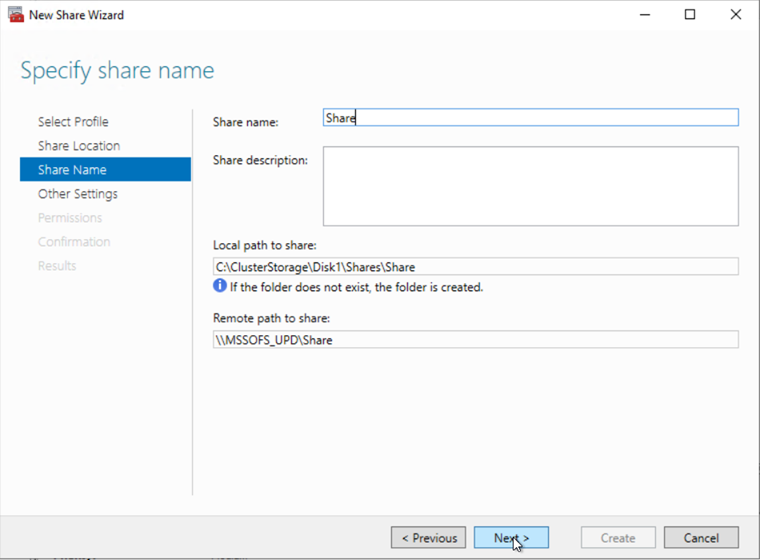 New Share Wizard
Specify share name
Select Profile
Share Location
Share Name
Other Settings
Permissions
Confirmation
Results
Share name:
Share
Share description:
Local path to share:
C:\ClusterStorage\Disk1\Shares\Share
If the folder does not exist, the folder is created.
Remote path to share:
\\MSSOFS_UPD\Share
< Previous
Next >
Create
Cancel